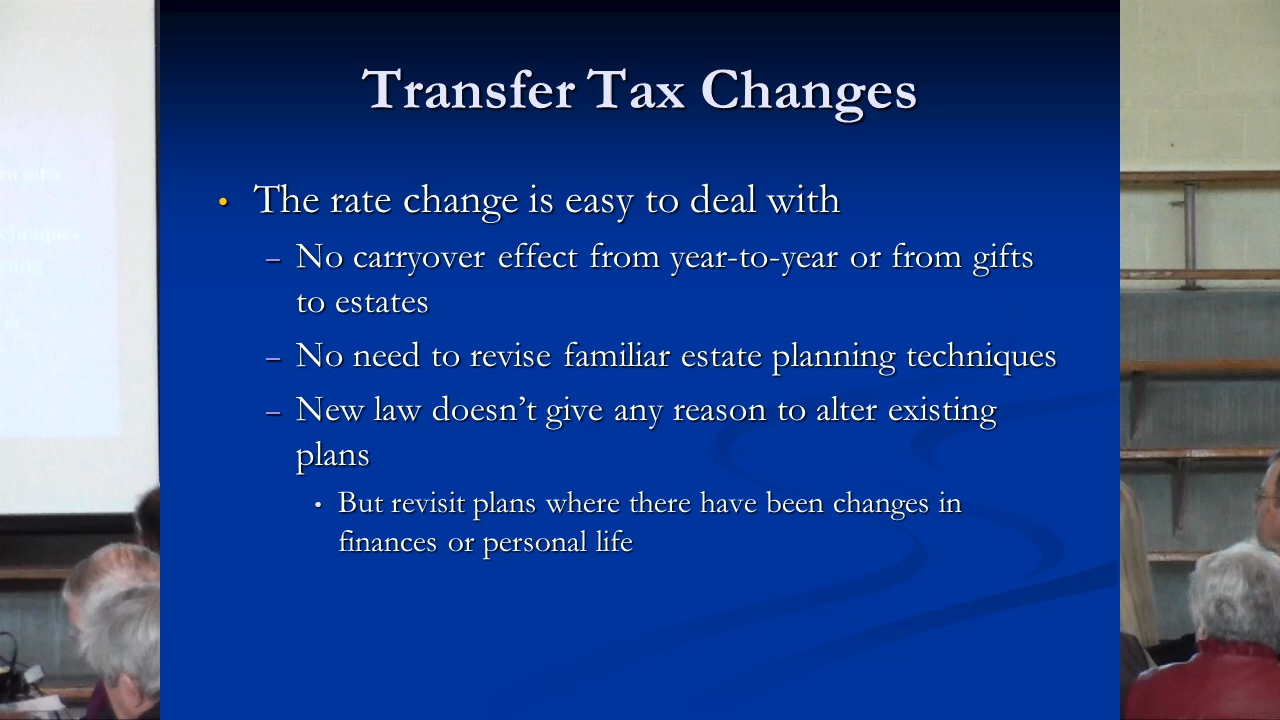 Transfer Tax Changes
• The rate change is easy to deal with
– No carryover effect from year-to-year or from gifts
to estates
– No need to revise familiar estate planning techniques
– New law doesn’t give any reason to alter existing
plans
• But revisit plans where there have been changes in
finances or personal life